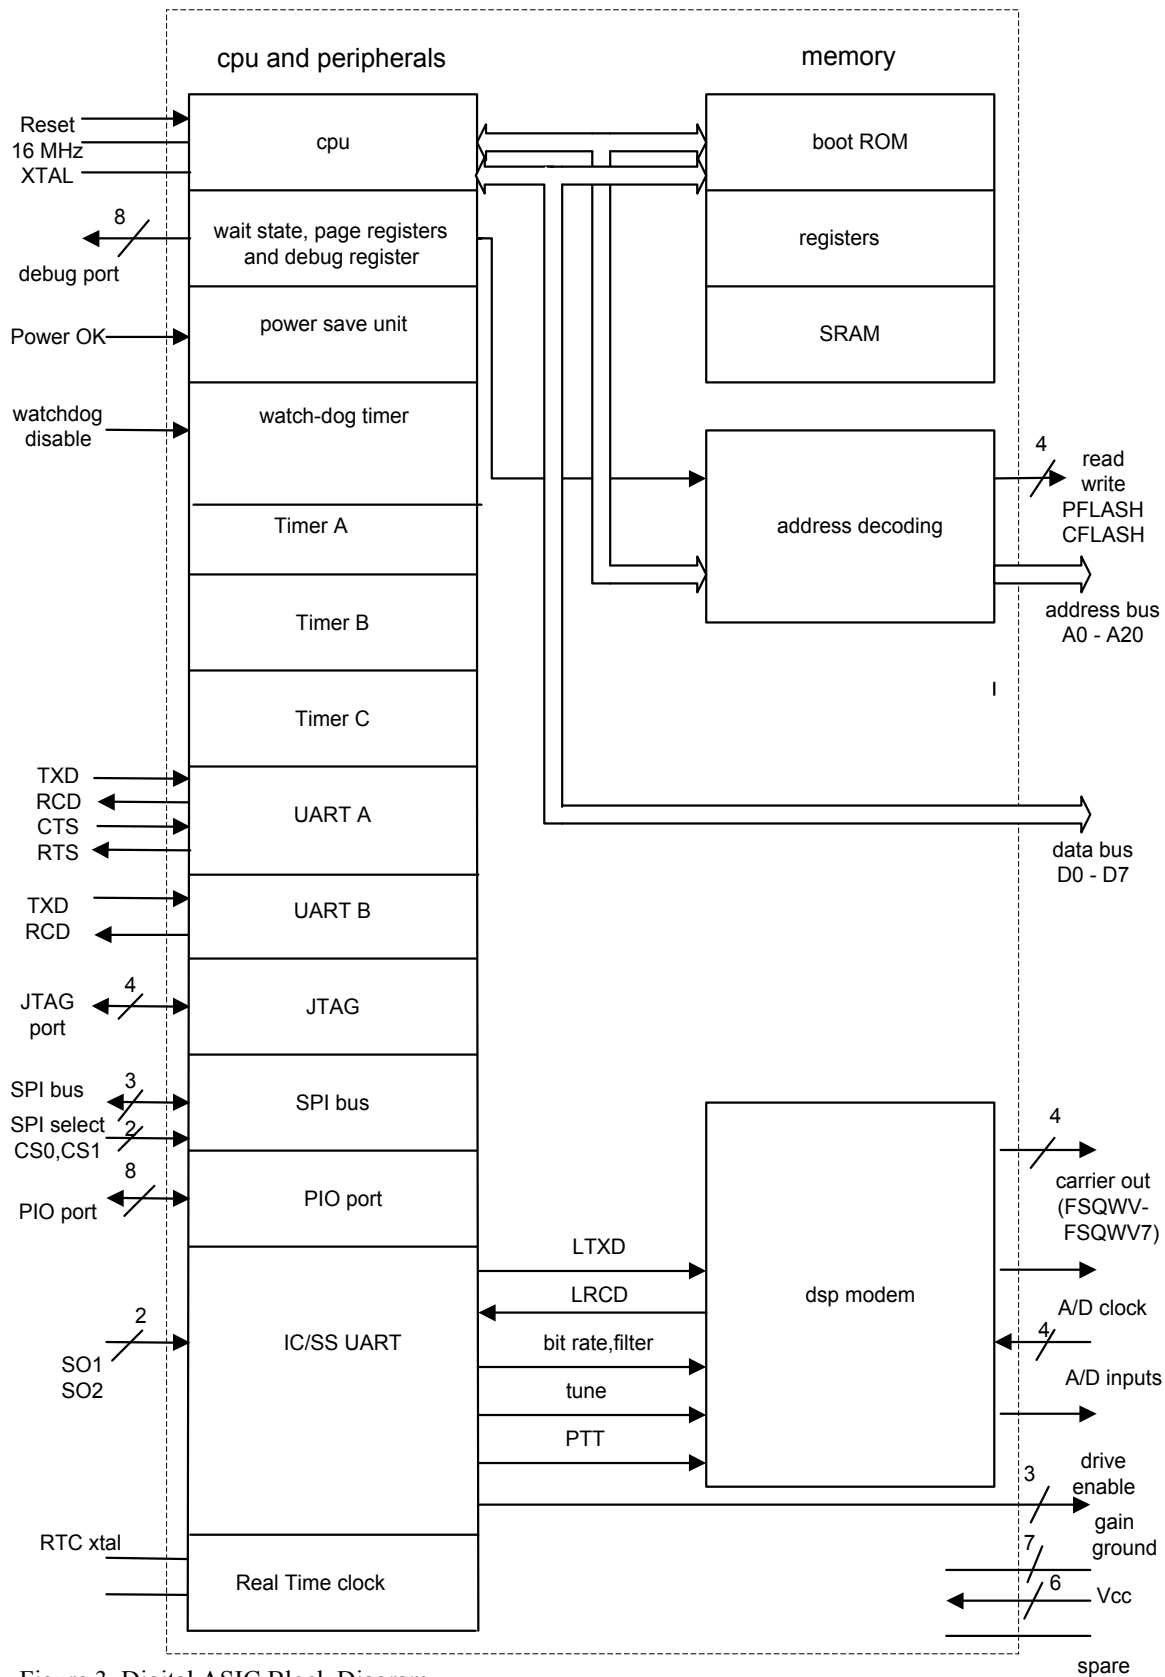 cpu and peripherals
memory
Reset
16 MHz
XTAL
cpu
boot ROM
8
debug port
wait state, page registers
and debug register
registers
Power OK
power save unit
SRAM
watchdog
disable
watch-dog timer
4
read
write
PFLASH
CFLASH
Timer A
address decoding
address bus
A0 - A20
Timer B
Timer C
TXD
RCD
CTS
RTS
UART A
data bus
D0 - D7
TXD
RCD
UART B
4
JTAG
port
JTAG
SPI bus
3
SPI select
CS0,CS1
2
SPI bus
8
PIO port
PIO port
4
carrier out
(FSQWV-
FSQWV7)
LTXD
LRCD
bit rate,filter
tune
PTT
dsp modem
A/D clock
4
A/D inputs
2
SO1
SO2
IC/SS UART
3
drive
enable
gain
ground
7
6
Vcc
RTC xtal
Real Time clock
spare
Figure 3 Digital ASIC Block Diagram